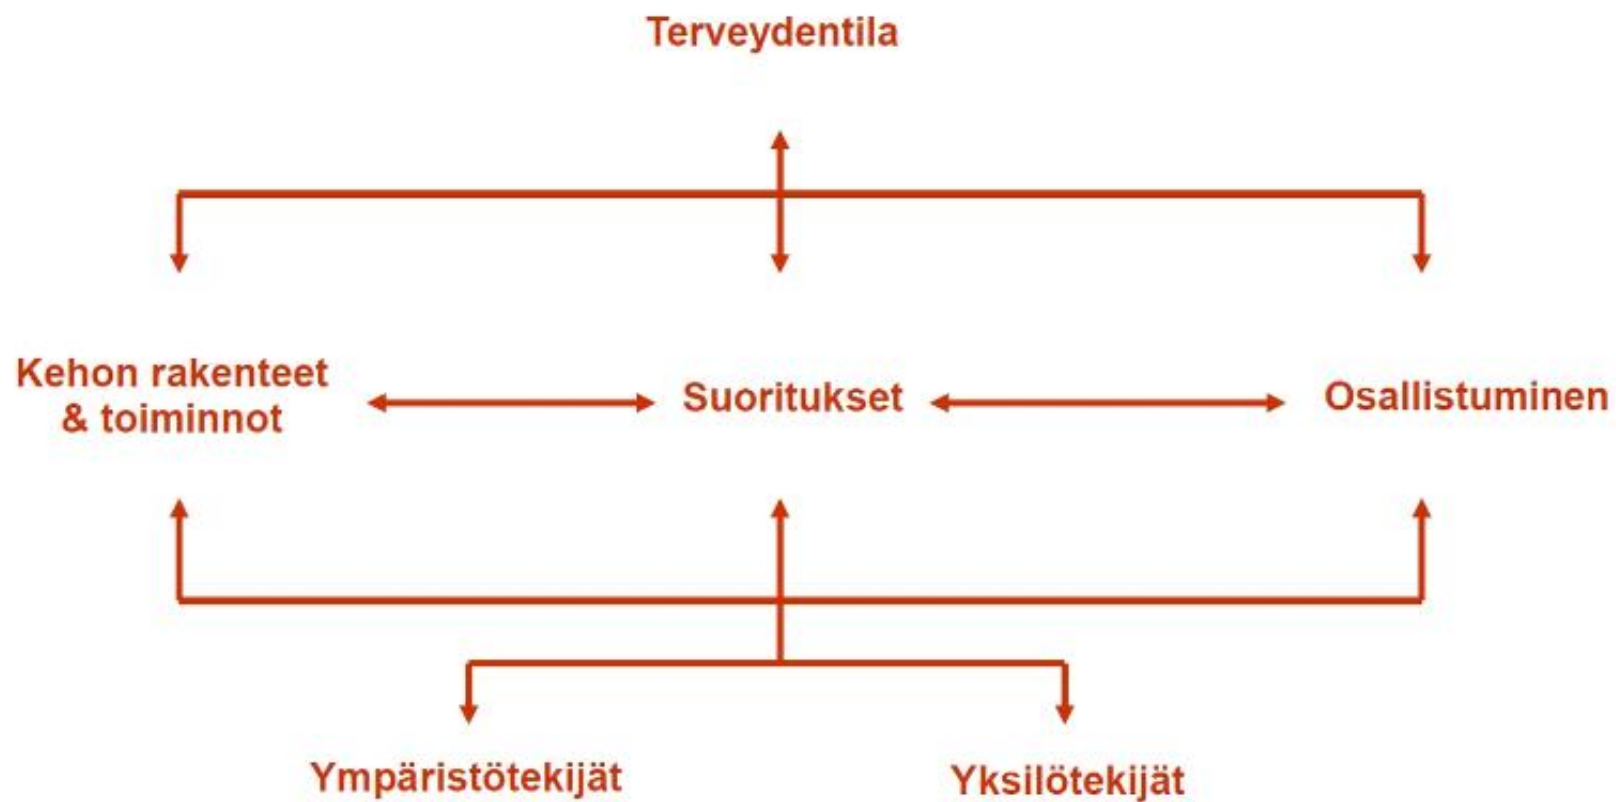 Terveydentila
Kehon rakenteet
& toiminnot
Suoritukset
Osallistuminen
Ympäristötekijät
Yksilötekijät